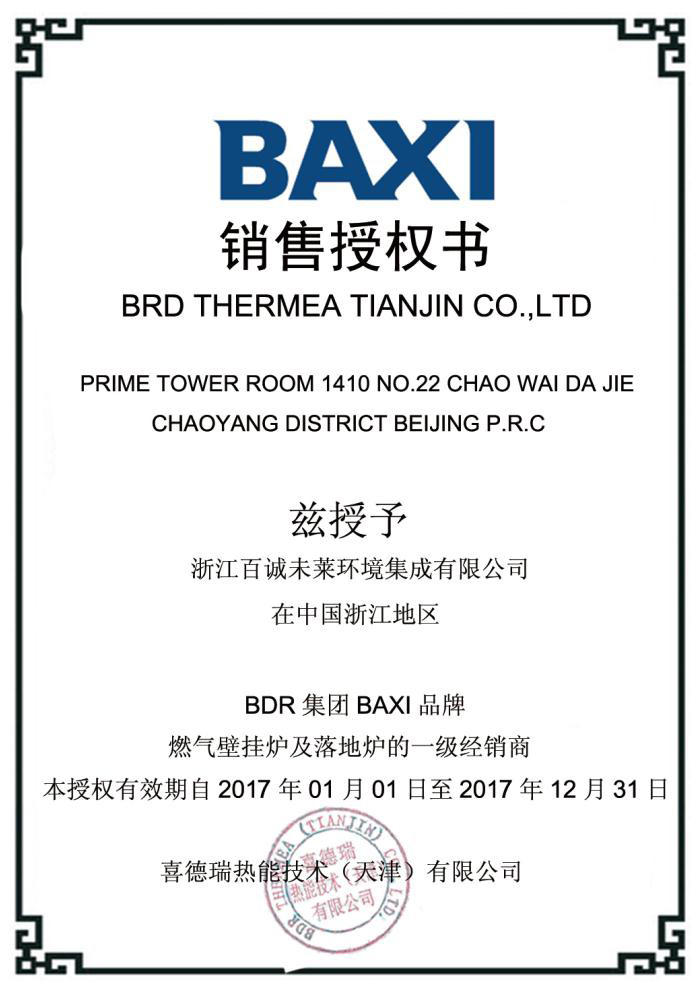 BAXI
销售授权书
BRD THERMEA TIANJIN CO.,LTD
PRIME TOWER ROOM 1410 NO.22 CHAO WAI DA JIE
CHAOYANG DISTRICT BEIJING P.R.C
兹授予
浙江百诚未莱环境集成有限公司
在中国浙江地区
BDR 集团 BAXI 品牌
燃气壁挂炉及落地炉的一级经销商
本授权有效期自 2017 年 01 月 01 日至 2017 年 12 月 31 日
喜德瑞热能技术（天津）有限公司
BDR THERMEA (TIANJIN) CO., LTD.
喜德瑞
热能技术（天津）
有限公司